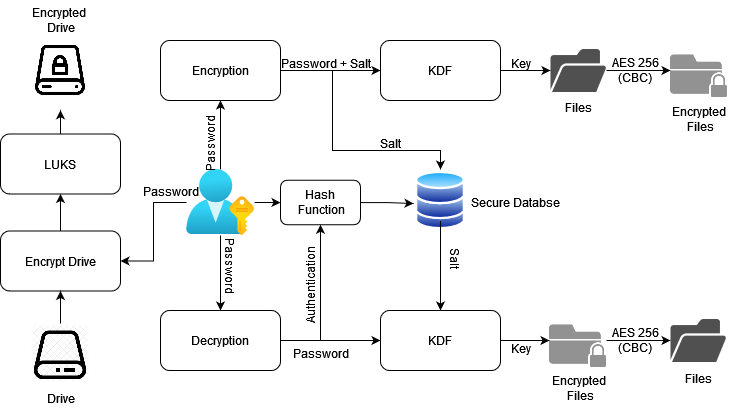 Encrypted
Drive
Encryption
Password + Salt
KDF
Key
AES 256
(CBC)
Files
Encrypted
Files
LUKS
Password
Salt
Password
Hash
Function
Secure Databse
Encrypt Drive
Password
Authentication
Salt
Decryption
Password
KDF
Key
AES 256
(CBC)
Encrypted
Files
Files
Drive